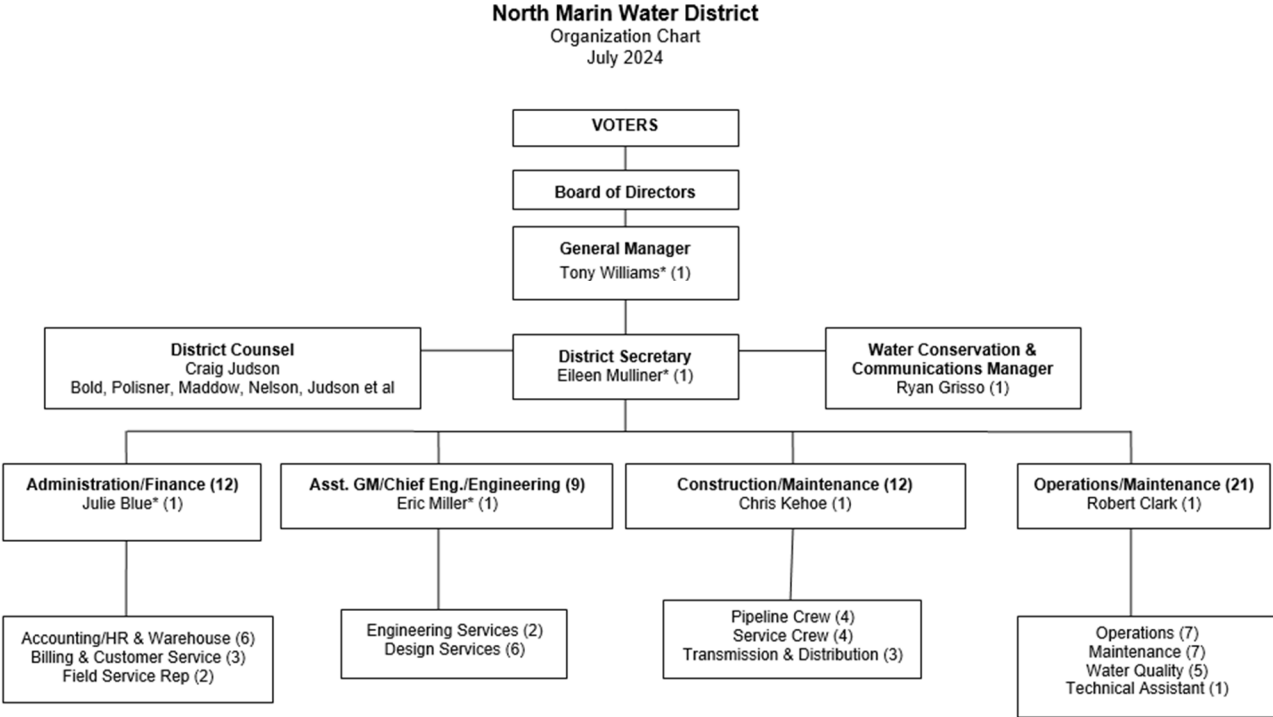 North Marin Water District
Organization Chart
July 2024
VOTERS
Board of Directors
General Manager
Tony Williams* (1)
District Counsel
Craig Judson
Bold, Polisner, Maddow, Nelson, Judson et al
District Secretary
Eileen Mulliner* (1)
Water Conservation &
Communications Manager
Ryan Grisso (1)
Administration/Finance (12)
Julie Blue* (1)
Asst. GM/Chief Eng./Engineering (9)
Eric Miller* (1)
Construction/Maintenance (12)
Chris Kehoe (1)
Operations/Maintenance (21)
Robert Clark (1)
Accounting/HR & Warehouse (6)
Billing & Customer Service (3)
Field Service Rep (2)
Engineering Services (2)
Design Services (6)
Pipeline Crew (4)
Service Crew (4)
Transmission & Distribution (3)
Operations (7)
Maintenance (7)
Water Quality (5)
Technical Assistant (1)